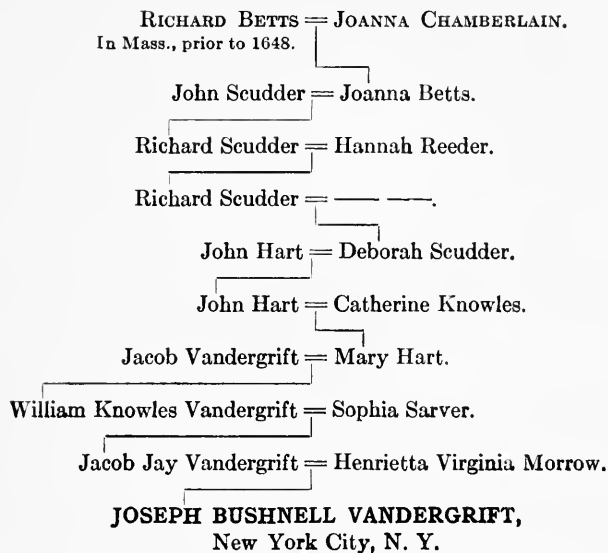 RICHARD BETTS = JOANNA CHAMBERLAIN.
In Mass., prior to 1648.
John Scudder = Joanna Betts.
Richard Scudder = Hannah Reeder.
Richard Scudder = — —.
John Hart = Deborah Scudder.
John Hart = Catherine Knowles.
Jacob Vandergrift = Mary Hart.
William Knowles Vandergrift = Sophia Sarver.
Jacob Jay Vandergrift = Henrietta Virginia Morrow.
JOSEPH BUSHNELL VANDERGRIFT,
New York City, N. Y.